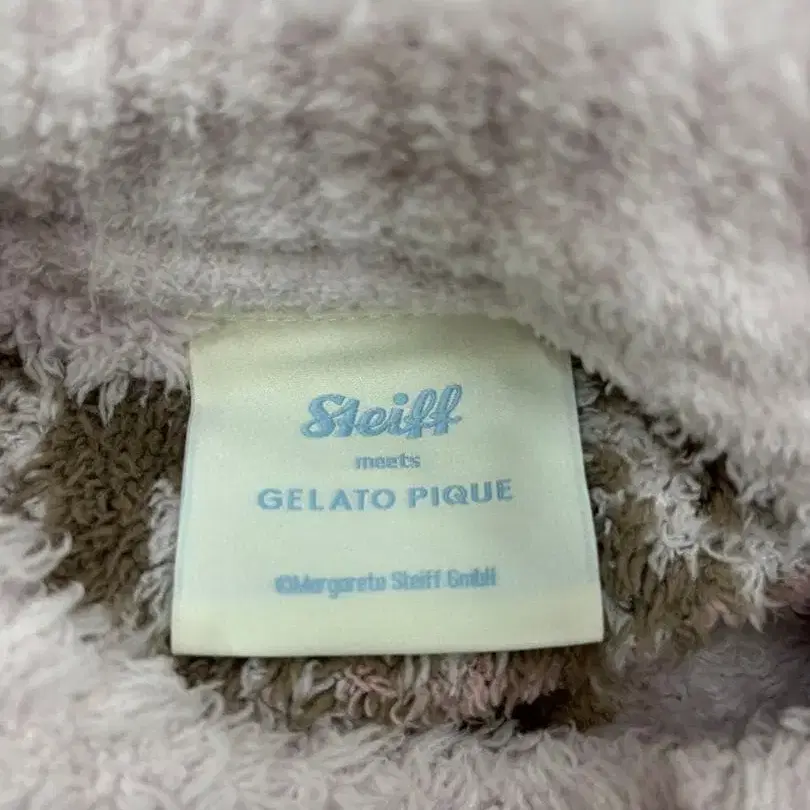 Steiff
meets
GELATO PIQUE
©Margarete Steiff GmbH